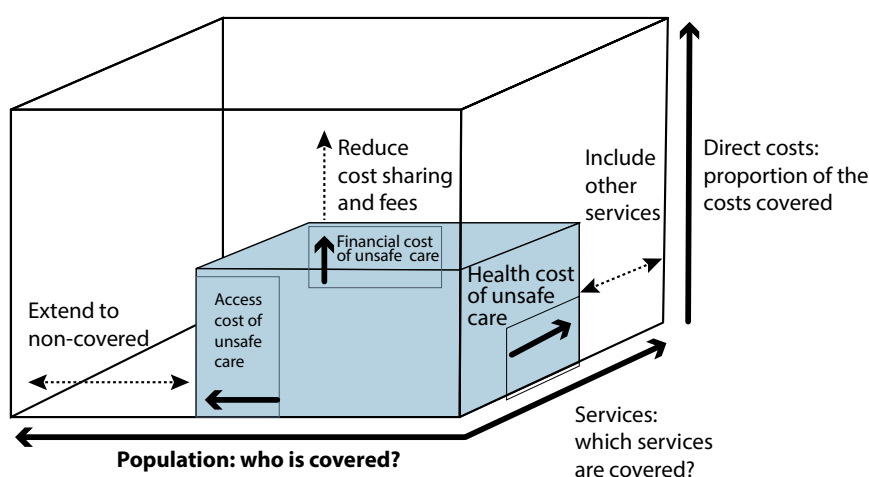 Reduce
cost sharing
and fees
Include
other
services
Direct costs:
proportion of the
costs covered
Financial cost
of unsafe care
Health cost
of unsafe
care
Access
cost of
unsafe
care
Extend to
non-covered
Population: who is covered?
Services:
which services
are covered?